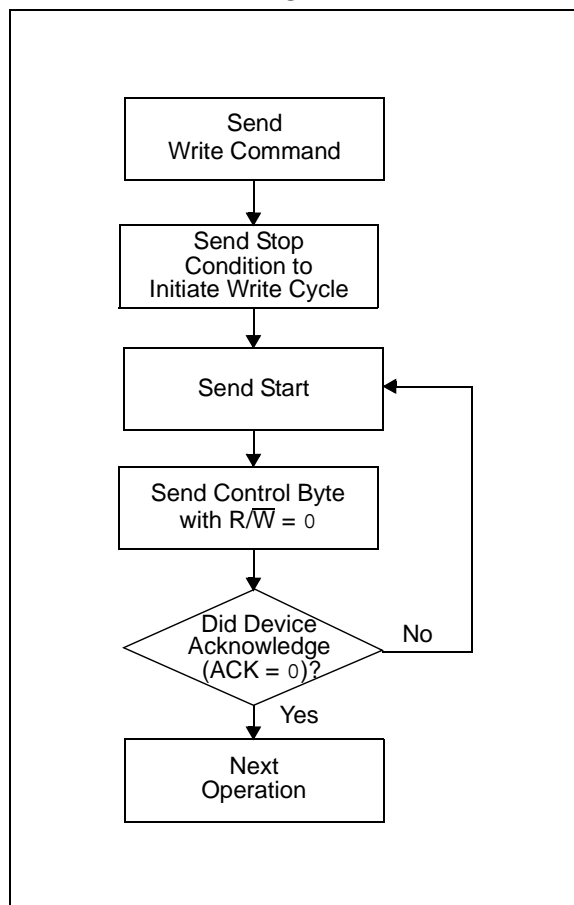 Send
Write Command
Send Stop
Condition to
Initiate Write Cycle
Send Start
Send Control Byte
with R/W̅ = 0
Did Device
Acknowledge
(ACK = 0)?
No
Yes
Next
Operation